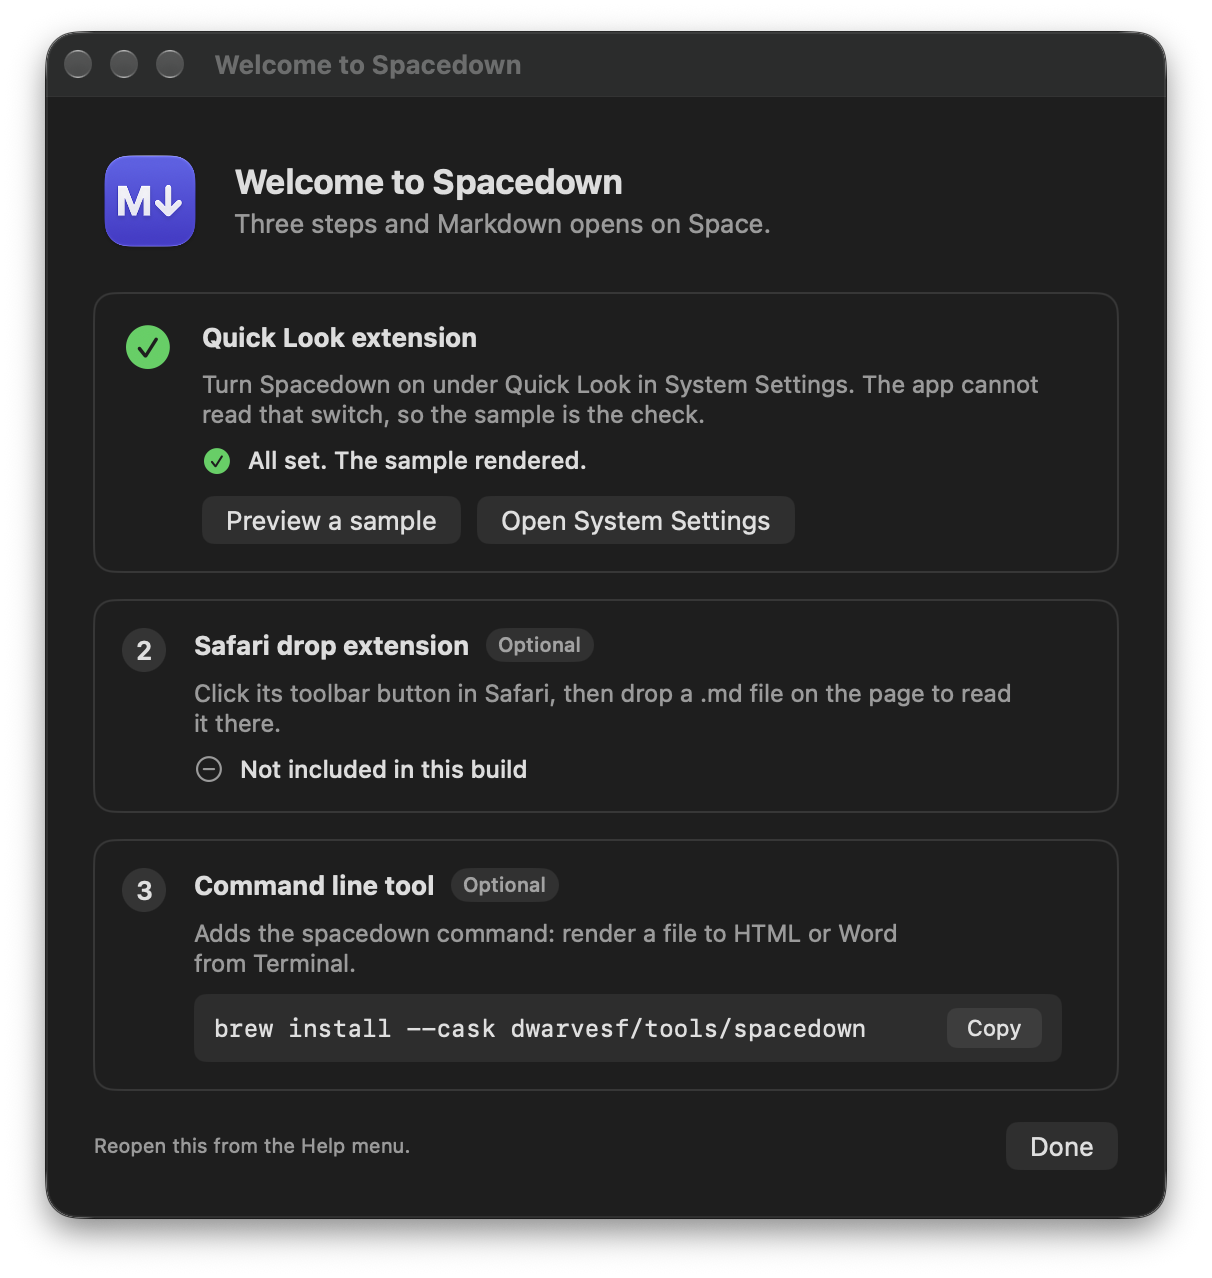 Welcome to Spacedown
M↓
Welcome to Spacedown
Three steps and Markdown opens on Space.
Quick Look extension
Turn Spacedown on under Quick Look in System Settings. The app cannot
read that switch, so the sample is the check.
All set. The sample rendered.
Preview a sample
Open System Settings
2
Safari drop extension
Optional
Click its toolbar button in Safari, then drop a .md file on the page to read
it there.
Not included in this build
3
Command line tool
Optional
Adds the spacedown command: render a file to HTML or Word
from Terminal.
brew install --cask dwarvesf/tools/spacedown
Copy
Reopen this from the Help menu.
Done